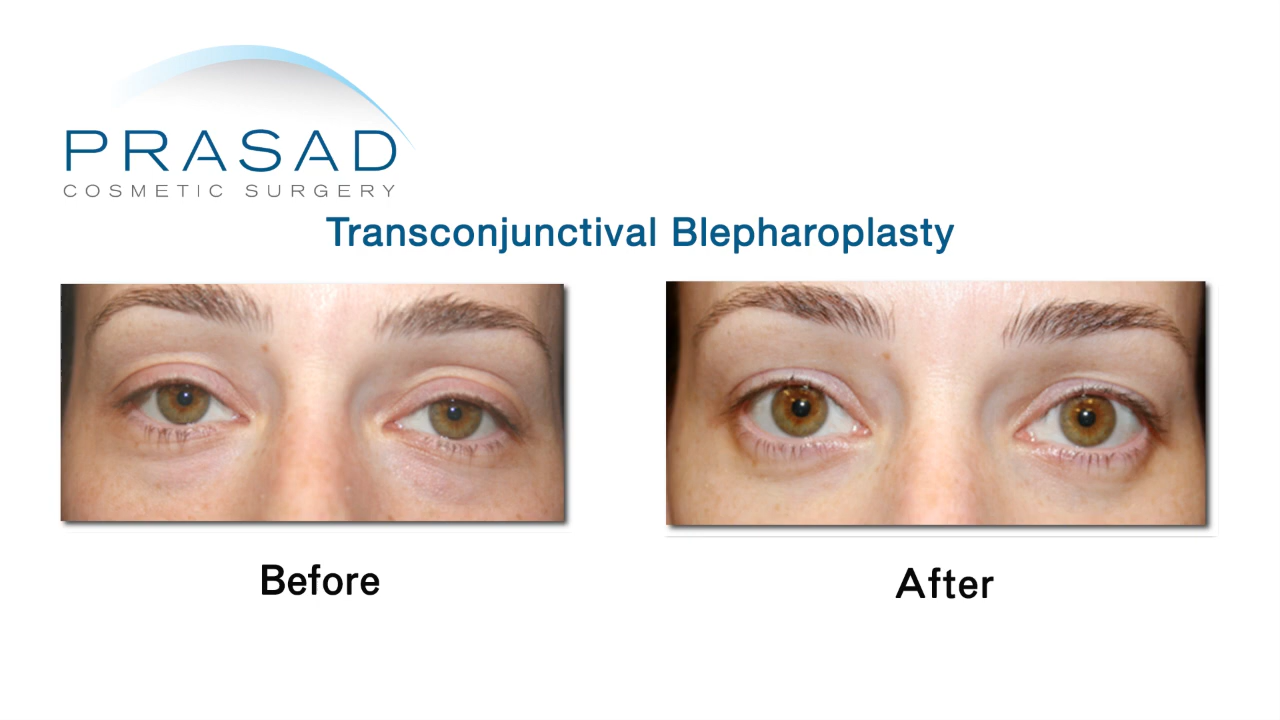 PRASAD
COSMETIC SURGERY
Transconjunctival Blepharoplasty
Before
After